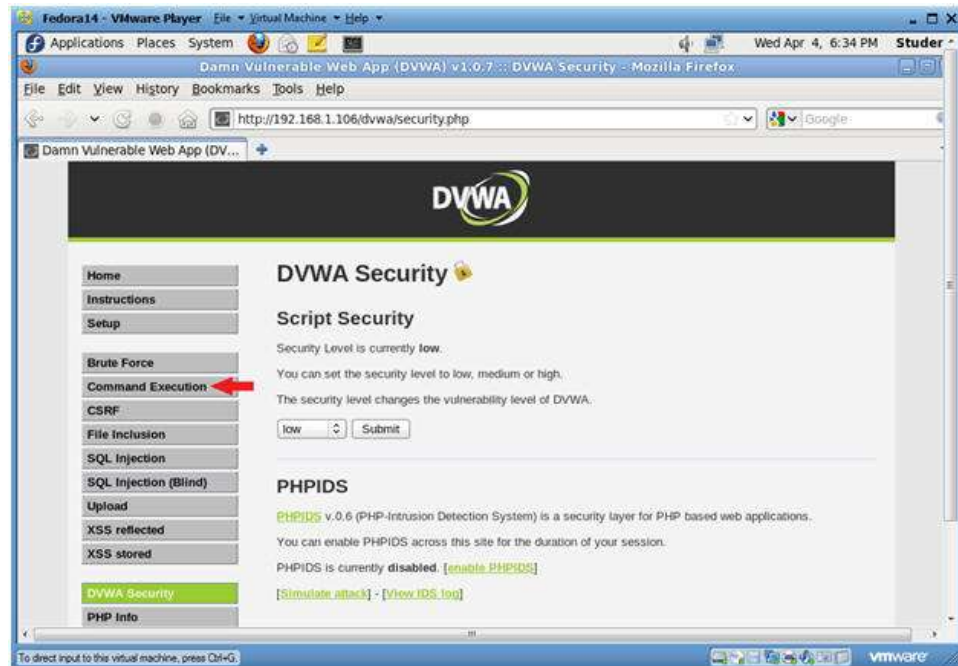 Fedora14 - VMware Player File Virtual Machine Help
Applications Places System Wed Apr 4, 6:34 PM Studer
Damn Vulnerable Web App (DVWA) v1.0.7 :: DVWA Security - Mozilla Firefox
File Edit View History Bookmarks Tools Help
http://192.168.1.106/dvwa/security.php Google
Damn Vulnerable Web App (DV...
DVWA
Home
Instructions
Setup
Brute Force
Command Execution
CSRF
File Inclusion
SQL Injection
SQL Injection (Blind)
Upload
XSS reflected
XSS stored
DVWA Security
PHP Info
DVWA Security
Script Security
Security Level is currently low.
You can set the security level to low, medium or high.
The security level changes the vulnerability level of DVWA.
low Submit
PHPIDS
PHPIDS v.0.6 (PHP-Intrusion Detection System) is a security layer for PHP based web applications.
You can enable PHPIDS across this site for the duration of your session.
PHPIDS is currently disabled. [enable PHPIDS]
[Simulate attack] - [View IDS log]
To direct input to this virtual machine, press Ctrl+G.
vmware